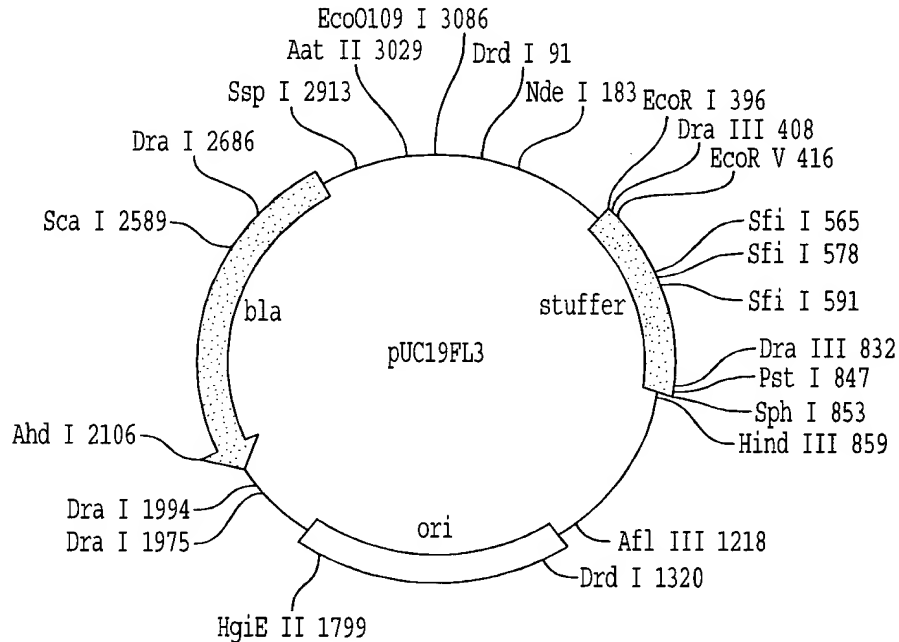 EcoO109 I 3086
Aat II 3029
Drd I 91
Ssp I 2913
Nde I 183
EcoR I 396
Dra III 408
EcoR V 416
Dra I 2686
Sca I 2589
Sfi I 565
Sfi I 578
Sfi I 591
bla
stuffer
pUC19FL3
Dra III 832
Pst I 847
Sph I 853
Hind III 859
Ahd I 2106
Dra I 1994
Dra I 1975
ori
Afl III 1218
Drd I 1320
HgiE II 1799